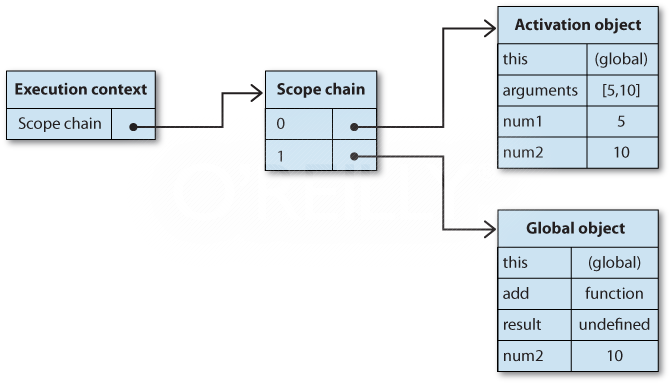 Execution context
Scope chain
Scope chain
0
1
Activation object
this (global)
arguments [5,10]
num1 5
num2 10
Global object
this (global)
add function
result undefined
num2 10
O'REILLY